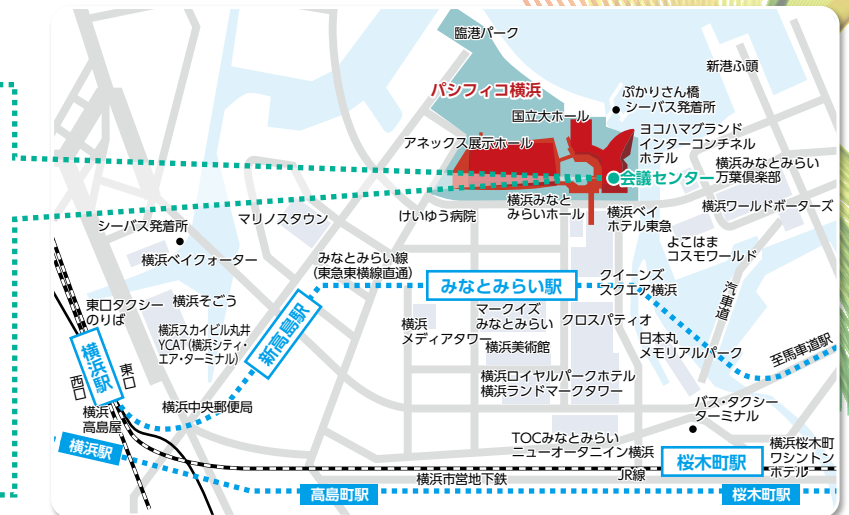 臨港パーク
新港ふ頭
パシフィコ横浜
ぷかりさん橋
シーバス発着所
国立大ホール
アネックス展示ホール
ヨコハマグランド
インターコンチネル
ホテル
会議センター
横浜みなとみらい
万葉倶楽部
けいゆう病院
横浜みなと
みらいホール
横浜ベイ
ホテル東急
横浜ワールドポーターズ
シーバス発着所
マリノスタウン
よこはま
コスモワールド
横浜ベイクォーター
みなとみらい線
(東急東横線直通)
みなとみらい駅
クイーンズ
スクエア横浜
汽車道
東口タクシー
のりば
横浜そごう
新高島駅
横浜スカイビル丸井
YCAT(横浜シティ・
エア・ターミナル)
横浜
メディアタワー
マークイズ
みなとみらい
クロスパティオ
横浜美術館
日本丸
メモリアルパーク
至馬車道駅
横浜駅
西口
東口
横浜ロイヤルパークホテル
横浜ランドマークタワー
横浜
高島屋
横浜中央郵便局
バス・タクシー
ターミナル
横浜駅
TOCみなとみらい
ニューオータニイン横浜
桜木町駅
横浜桜木町
ワシントン
ホテル
横浜市営地下鉄
JR線
高島町駅
桜木町駅